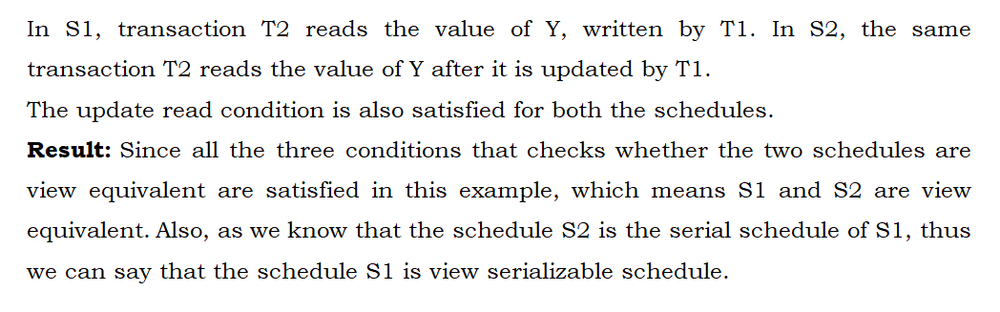 In S1, transaction T2 reads the value of Y, written by T1. In S2, the same
transaction T2 reads the value of Y after it is updated by T1.
The update read condition is also satisfied for both the schedules.
Result: Since all the three conditions that checks whether the two schedules are
view equivalent are satisfied in this example, which means S1 and S2 are view
equivalent. Also, as we know that the schedule S2 is the serial schedule of S1, thus
we can say that the schedule S1 is view serializable schedule.